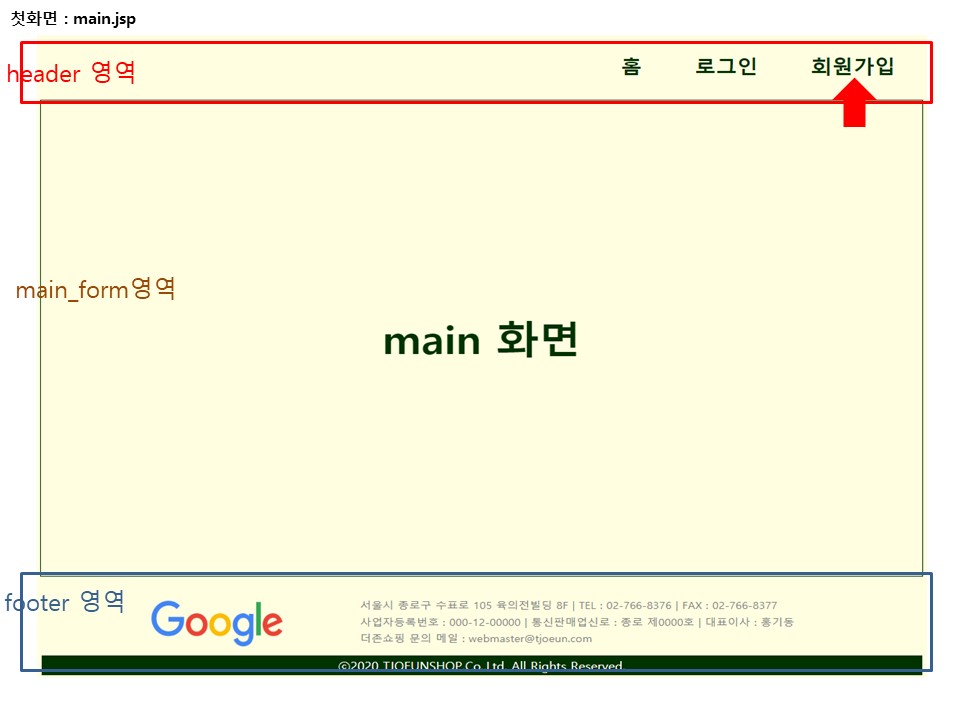 첫화면 : main.jsp
header 영역
홈 로그인 회원가입
main_form영역
main 화면
footer 영역
Google
서울시 종로구 수표로 105 육의전빌딩 8F | TEL : 02-766-8376 | FAX : 02-766-8377
사업자등록번호 : 000-12-00000 | 통신판매업신로 : 종로 제0000호 | 대표이사 : 홍기동
더존쇼핑 문의 메일 : webmaster@tjoeun.com
ⓒ2020 TJOEUNSHOP.Co.Ltd. All Rights Reserved.